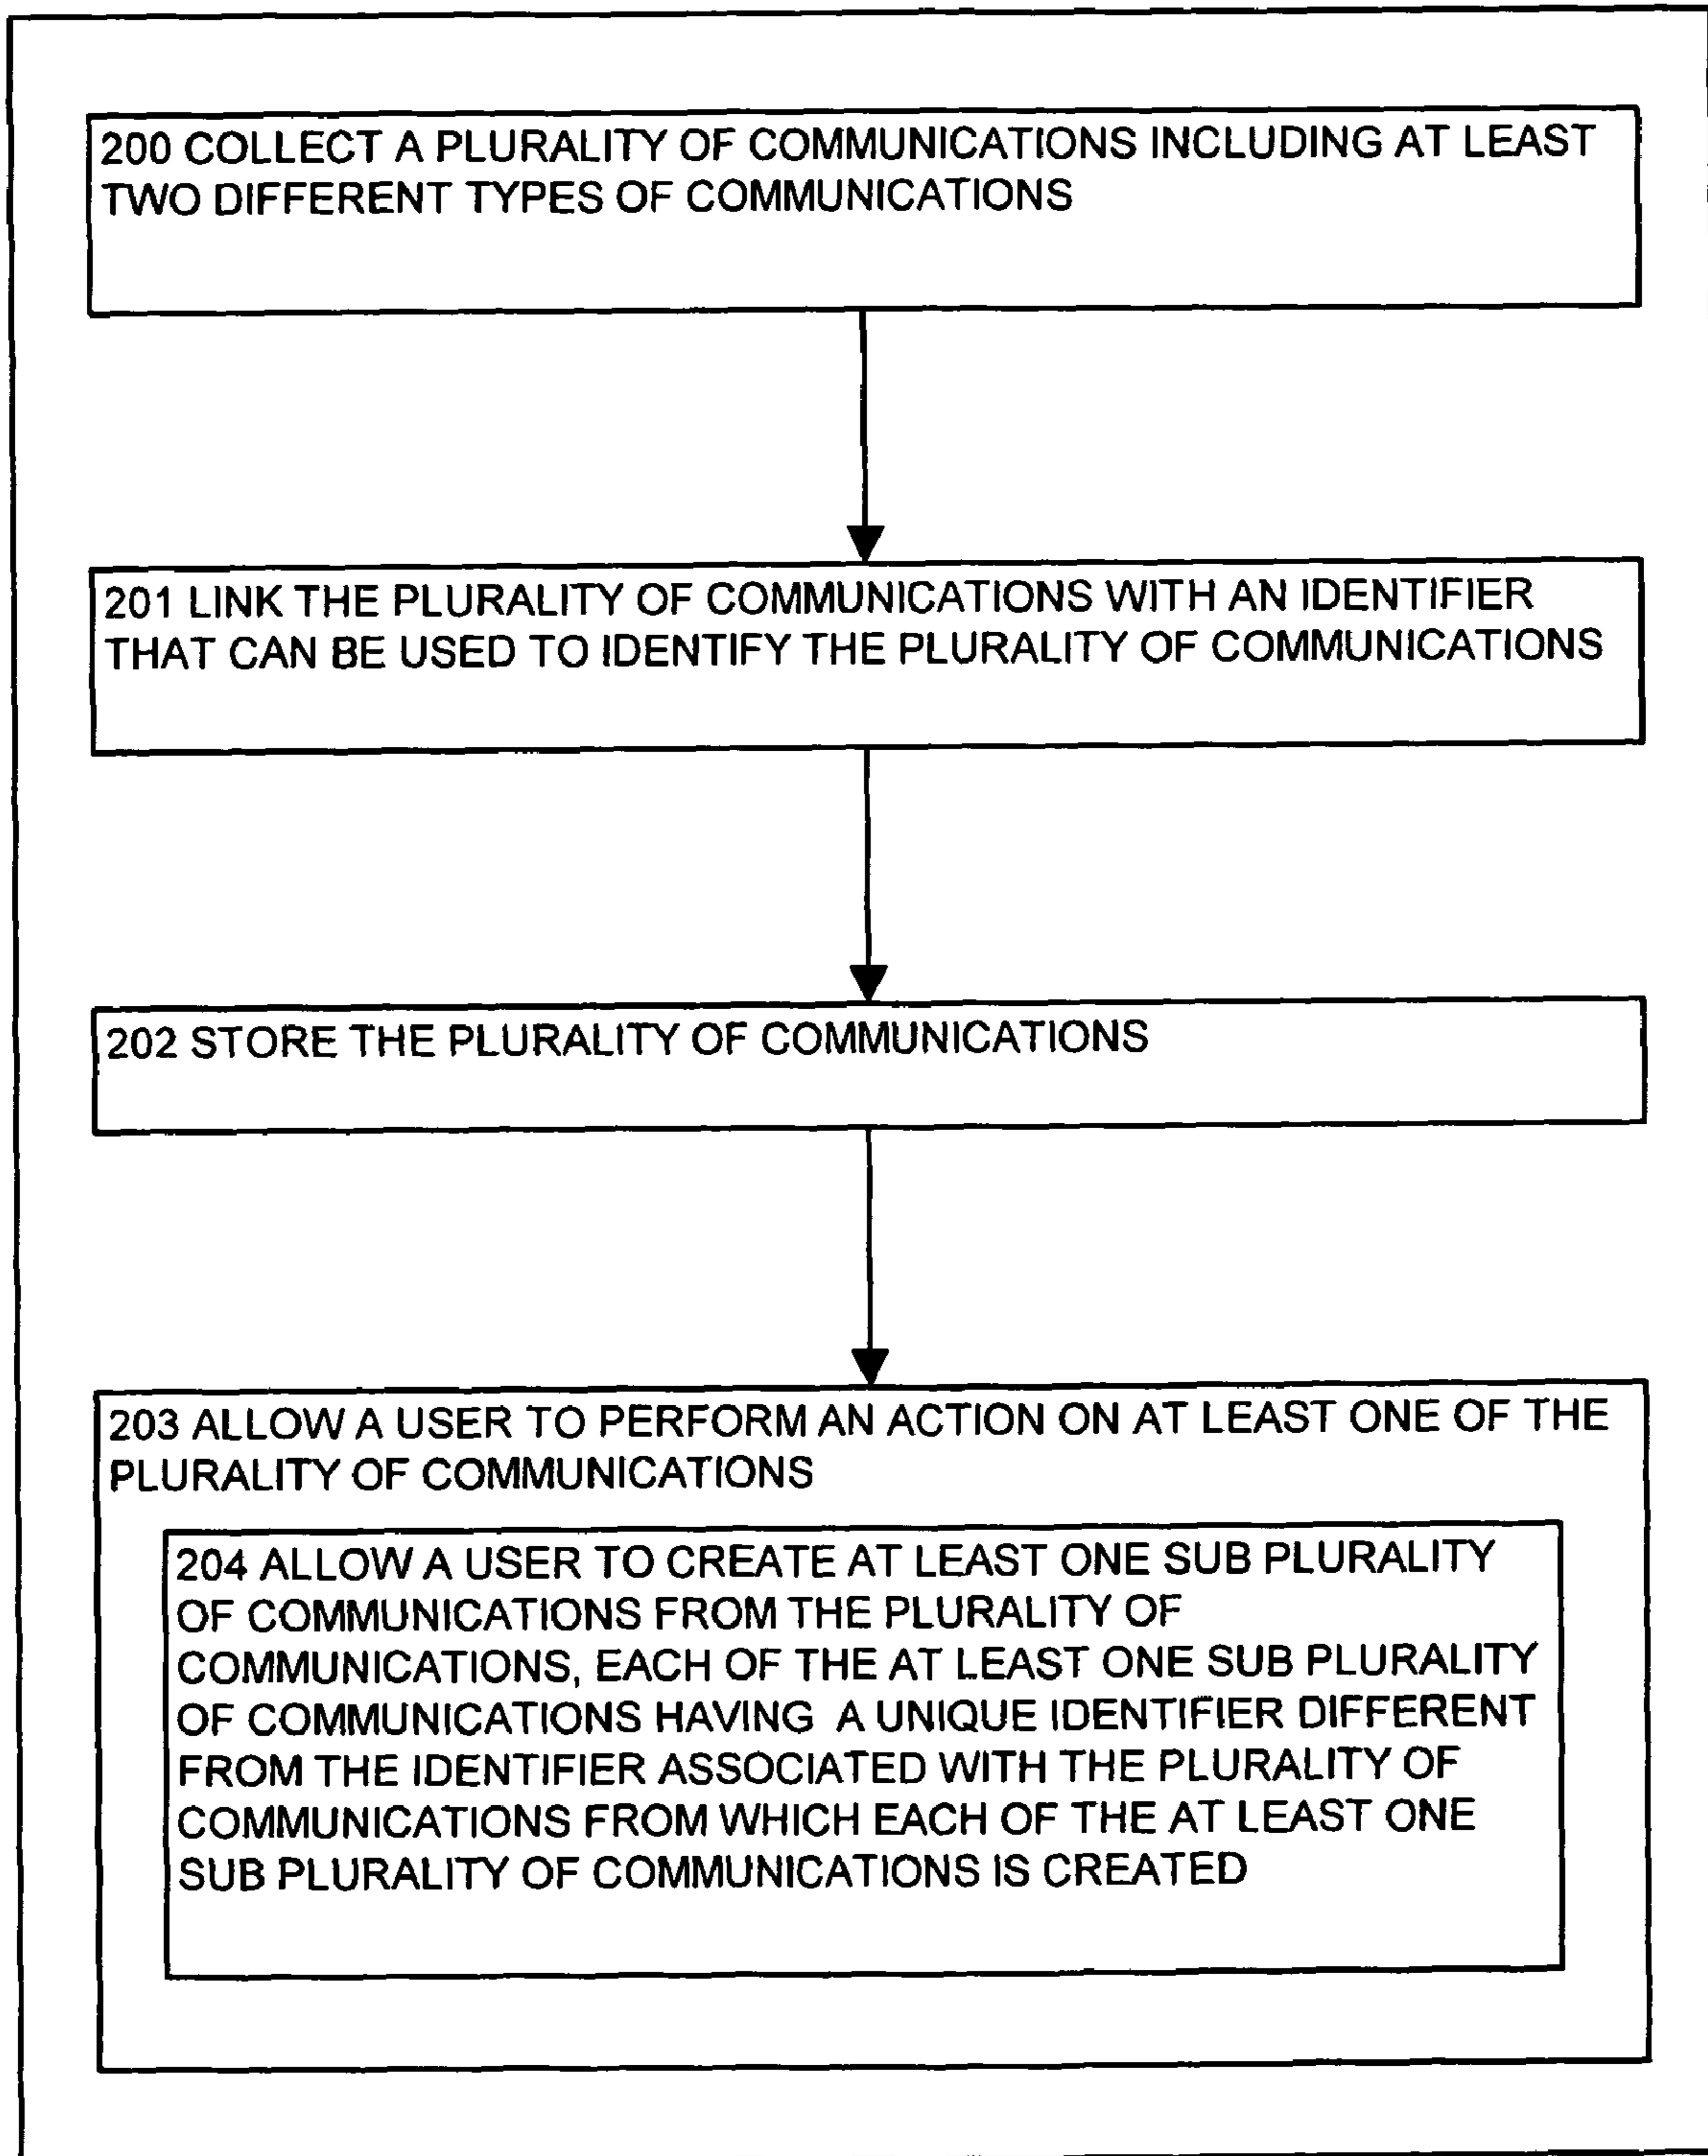 200 COLLECT A PLURALITY OF COMMUNICATIONS INCLUDING AT LEAST
TWO DIFFERENT TYPES OF COMMUNICATIONS
201 LINK THE PLURALITY OF COMMUNICATIONS WITH AN IDENTIFIER
THAT CAN BE USED TO IDENTIFY THE PLURALITY OF COMMUNICATIONS
202 STORE THE PLURALITY OF COMMUNICATIONS
203 ALLOW A USER TO PERFORM AN ACTION ON AT LEAST ONE OF THE
PLURALITY OF COMMUNICATIONS
204 ALLOW A USER TO CREATE AT LEAST ONE SUB PLURALITY
OF COMMUNICATIONS FROM THE PLURALITY OF
COMMUNICATIONS, EACH OF THE AT LEAST ONE SUB PLURALITY
OF COMMUNICATIONS HAVING A UNIQUE IDENTIFIER DIFFERENT
FROM THE IDENTIFIER ASSOCIATED WITH THE PLURALITY OF
COMMUNICATIONS FROM WHICH EACH OF THE AT LEAST ONE
SUB PLURALITY OF COMMUNICATIONS IS CREATED